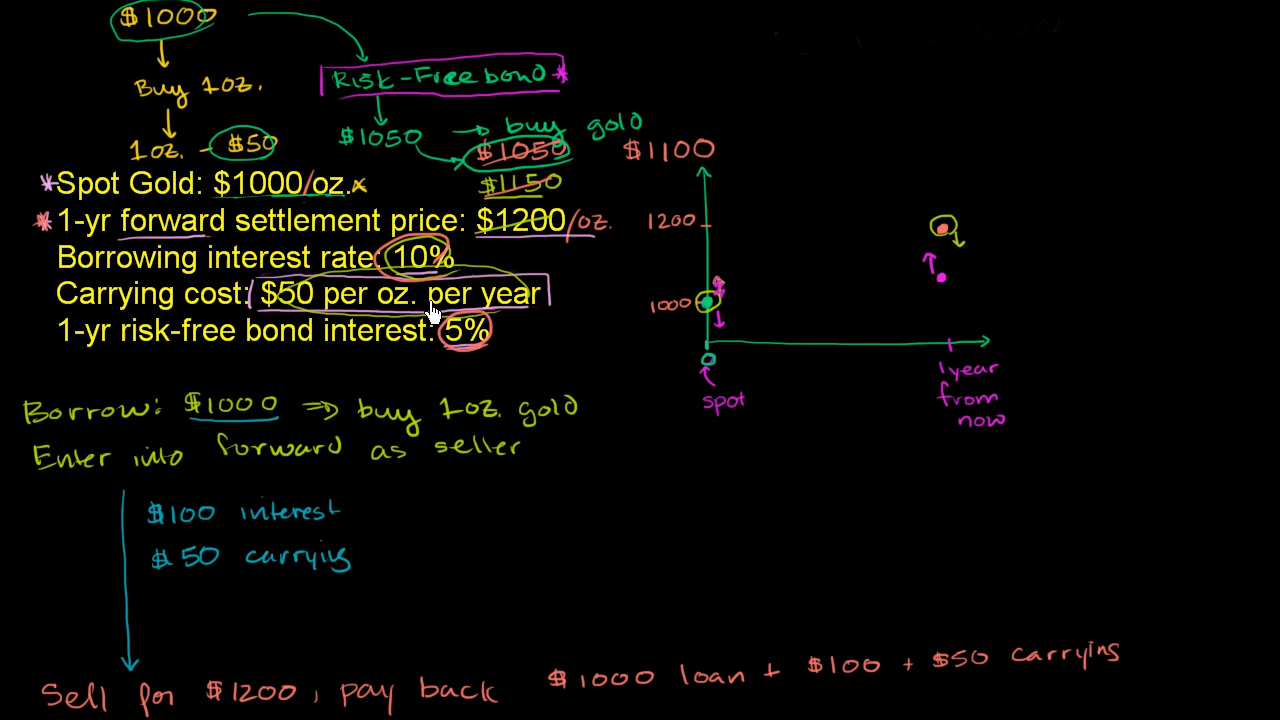 $1000
Buy 1oz.
Risk-Free bond *
$1050 → buy gold
1oz. - $50
$1050
$1100
*Spot Gold: $1000/oz.x
$1150
*1-yr forward settlement price: $1200/oz.
1200
Borrowing interest rate: 10%
Carrying cost: $50 per oz. per year
1000
1-yr risk-free bond interest: 5%
0
spot
1 year
from
now
Borrow: $1000 ⇒ buy 1oz. gold
Enter into forward as seller
$100 interest
$50 carrying
Sell for $1200, pay back $1000 loan + $100 + $50 carrying